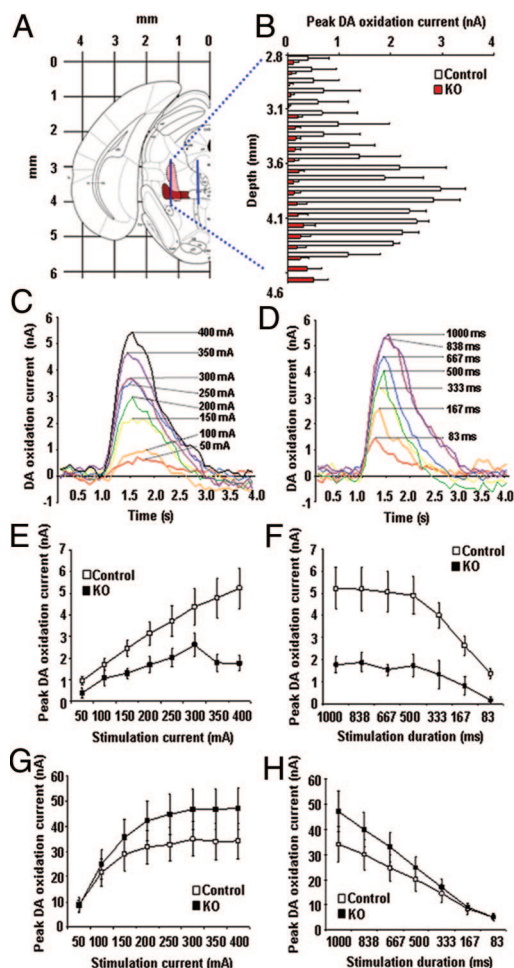 A
mm
4 3 2 1 0
0
1
2
3
4
5
6
mm
B
Peak DA oxidation current (nA)
0 1 2 3 4
2.8
3.1
3.6
4.1
4.6
Depth (mm)
Control
KO
C
DA oxidation current (nA)
7
6
5
4
3
2
1
0
-1
400 mA
350 mA
300 mA
250 mA
200 mA
150 mA
100 mA
50 mA
1.0 1.5 2.0 2.5 3.0 3.5 4.0
Time (s)
D
DA oxidation current (nA)
7
6
5
4
3
2
1
0
-1
1000 ms
838 ms
667 ms
500 ms
333 ms
167 ms
83 ms
1.0 1.5 2.0 2.5 3.0 3.5 4.0
Time (s)
E
Peak DA oxidation current (nA)
7
6
5
4
3
2
1
0
Control
KO
50 100 150 200 250 300 350 400
Stimulation current (mA)
F
Peak DA oxidation current (nA)
7
6
5
4
3
2
1
0
Control
KO
1000 838 667 500 333 167 83
Stimulation duration (ms)
G
Peak DA oxidation current (nA)
60
50
40
30
20
10
0
Control
KO
50 100 150 200 250 300 350 400
Stimulation current (mA)
H
Peak DA oxidation current (nA)
60
50
40
30
20
10
0
Control
KO
1000 838 667 500 333 167 83
Stimulation duration (ms)